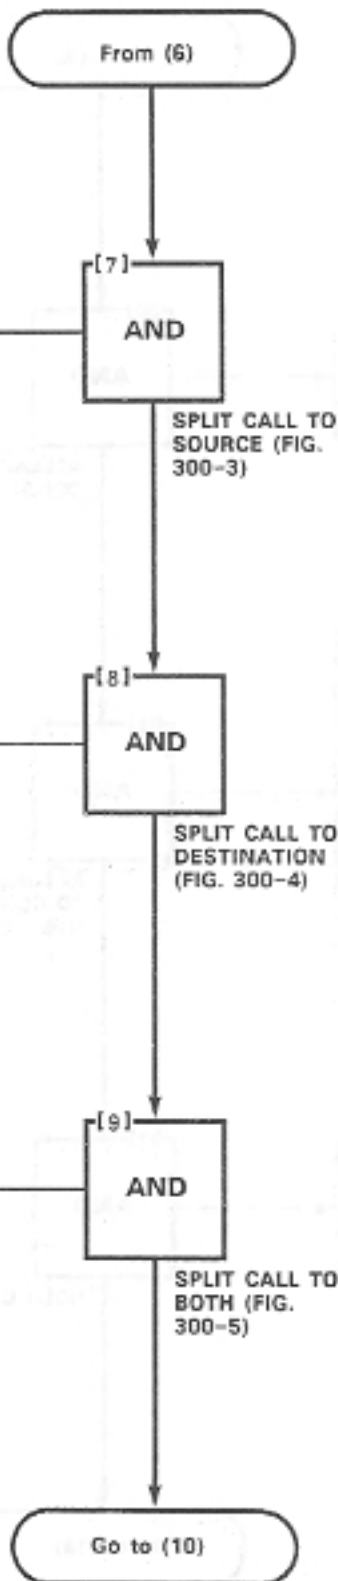 From (6)
[7]
AND
SPLIT CALL TO
SOURCE (FIG.
300-3)
[8]
AND
SPLIT CALL TO
DESTINATION
(FIG. 300-4)
[9]
AND
SPLIT CALL TO
BOTH (FIG.
300-5)
Go to (10)